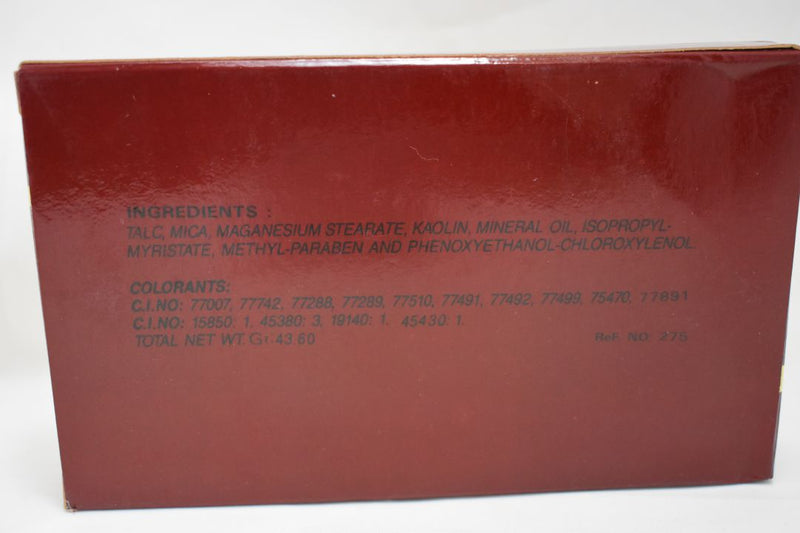 INGREDIENTS :
TALC, MICA, MAGANESIUM STEARATE, KAOLIN, MINERAL OIL, ISOPROPYL-
MYRISTATE, METHYL-PARABEN AND PHENOXYETHANOL-CHLOROXYLENOL
COLORANTS:
C.I.NO: 77007, 77742, 77288, 77289, 77510, 77491, 77492, 77499, 75470, 77891
C.I.NO: 15850: 1, 45380: 3, 19140: 1, 45430: 1.
TOTAL NET WT. Gr. 43.60 ReF. NO: 275